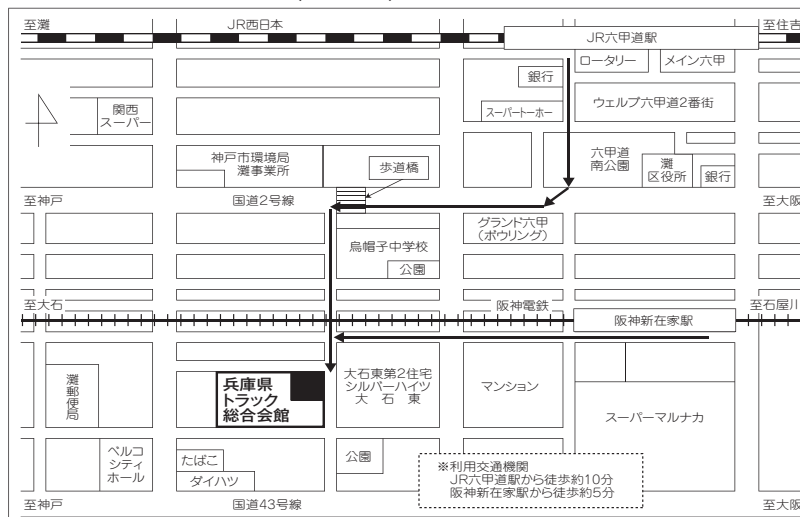 至灘
JR西日本
JR六甲道駅
至住吉
ロータリー
メイン六甲
銀行
関西
スーパー
スーパートーホー
ウェルブ六甲道2番街
神戸市環境局
灘事業所
歩道橋
六甲道
南公園
灘
区役所
銀行
至神戸
国道2号線
至大阪
グランド六甲
(ボウリング)
烏帽子中学校
公園
至大石
阪神電鉄
阪神新在家駅
至石屋川
灘郵便局
兵庫県
トラック
総合会館
大石東第2住宅
シルバーハイツ
大石東
マンション
スーパーマルナカ
ベルコ
シティ
ホール
たばこ
ダイハツ
公園
※利用交通機関
JR六甲道駅から徒歩約10分
阪神新在家駅から徒歩約5分
至神戸
国道43号線
至大阪